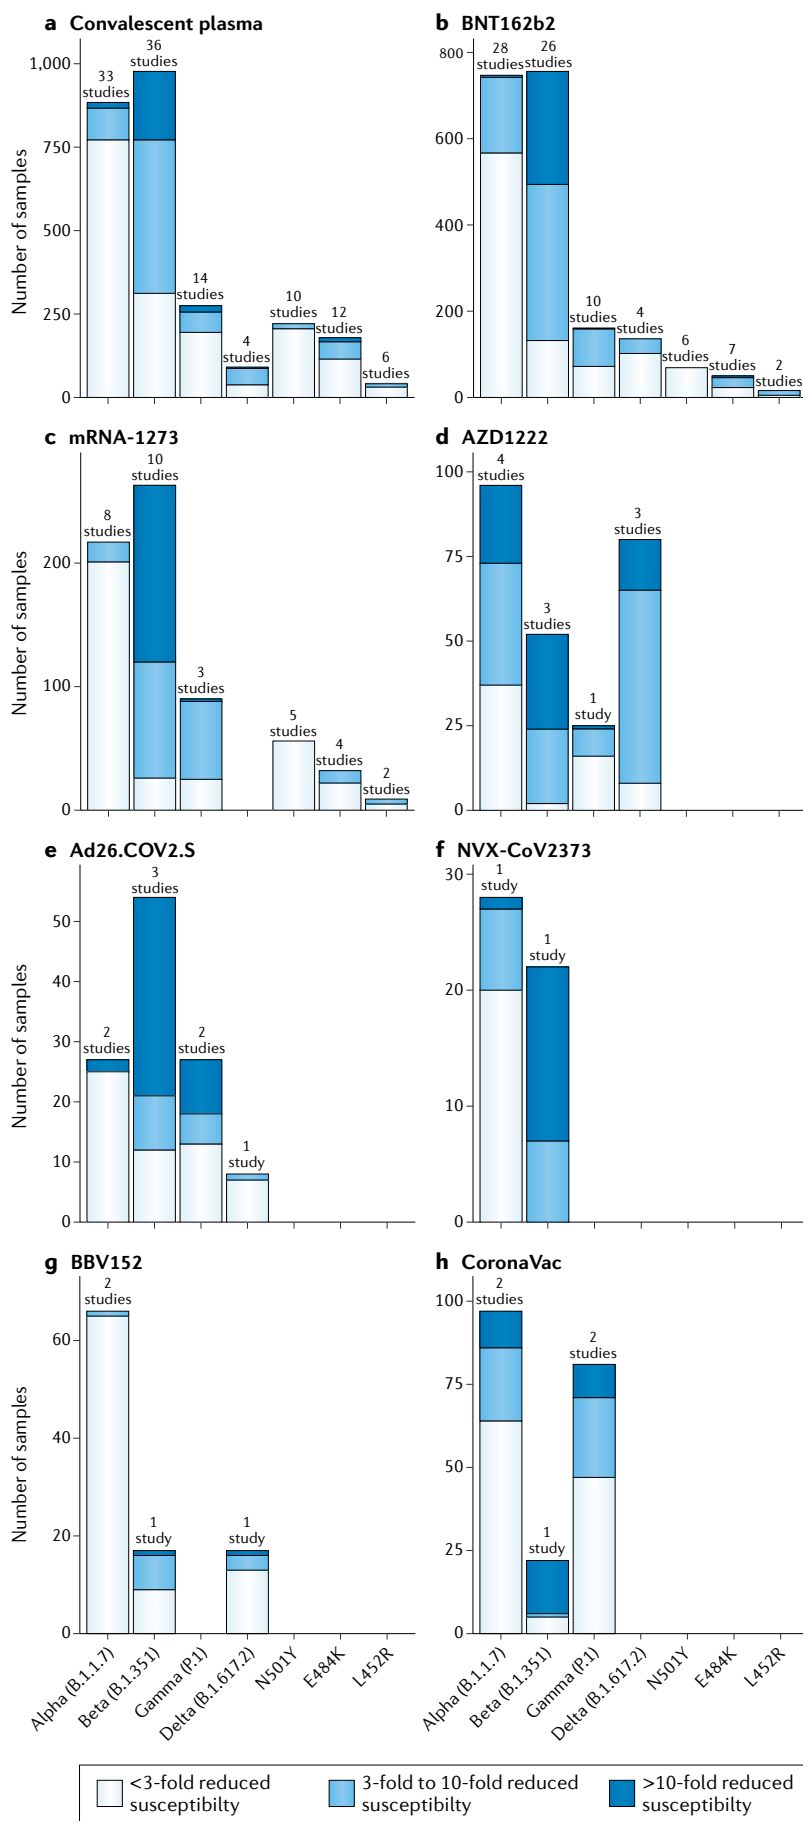 a Convalescent plasma
36
studies
33
studies
14
studies
4
studies
10
studies
12
studies
6
studies
1,000
750
500
250
0
Number of samples
b BNT162b2
28
studies
26
studies
10
studies
4
studies
6
studies
7
studies
2
studies
800
600
400
200
0
c mRNA-1273
8
studies
10
studies
3
studies
5
studies
4
studies
2
studies
200
100
0
Number of samples
d AZD1222
4
studies
3
studies
1
study
3
studies
100
75
50
25
0
e Ad26.COV2.S
2
studies
3
studies
2
studies
1
study
50
40
30
20
10
0
Number of samples
f NVX-CoV2373
1
study
1
study
30
20
10
0
g BBV152
2
studies
1
study
1
study
60
40
20
0
Number of samples
Alpha (B.1.1.7)
Beta (B.1.351)
Gamma (P.1)
Delta (B.1.617.2)
N501Y
E484K
L452R
h CoronaVac
2
studies
1
study
2
studies
100
75
50
25
0
Alpha (B.1.1.7)
Beta (B.1.351)
Gamma (P.1)
Delta (B.1.617.2)
N501Y
E484K
L452R
<3-fold reduced
susceptibilty
3-fold to 10-fold reduced
susceptibilty
>10-fold reduced
susceptibilty